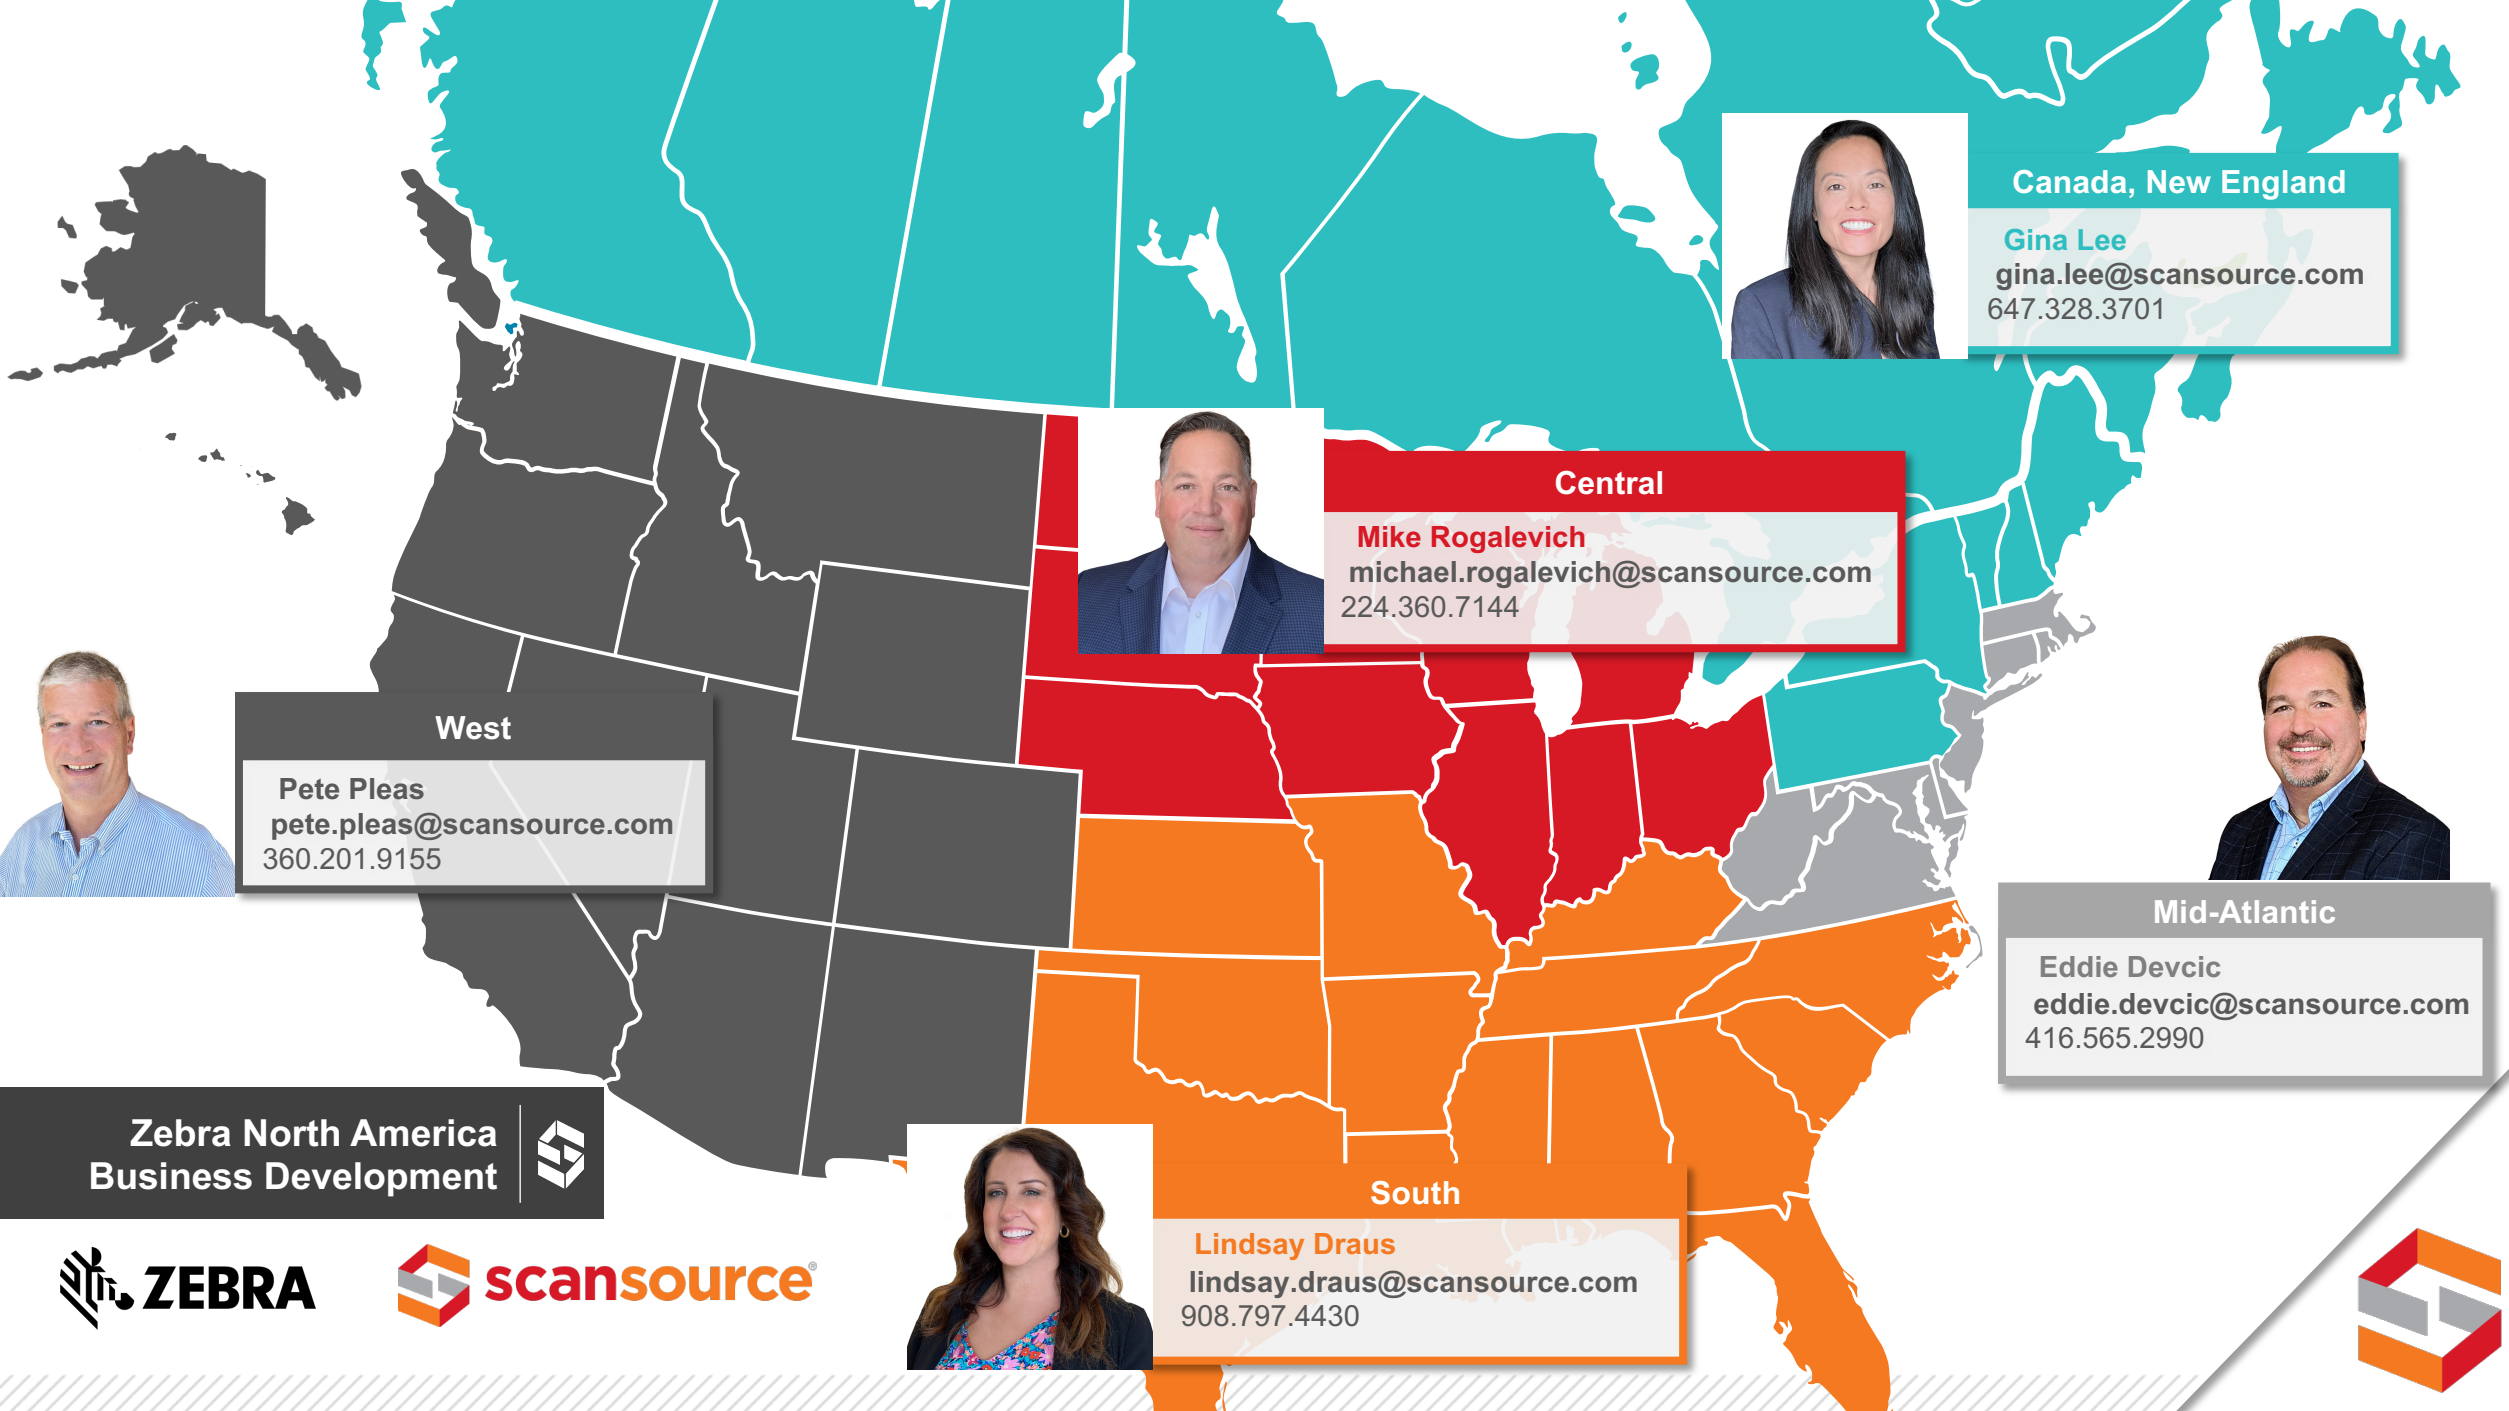 Canada, New England
Gina Lee
gina.lee@scansource.com
647.328.3701
Central
Mike Rogalevich
michael.rogalevich@scansource.com
224.360.7144
West
Pete Pleas
pete.pleas@scansource.com
360.201.9155
Mid-Atlantic
Eddie Devcic
eddie.devcic@scansource.com
416.565.2990
South
Lindsay Draus
lindsay.draus@scansource.com
908.797.4430
Zebra North America
Business Development
ZEBRA
scansource®